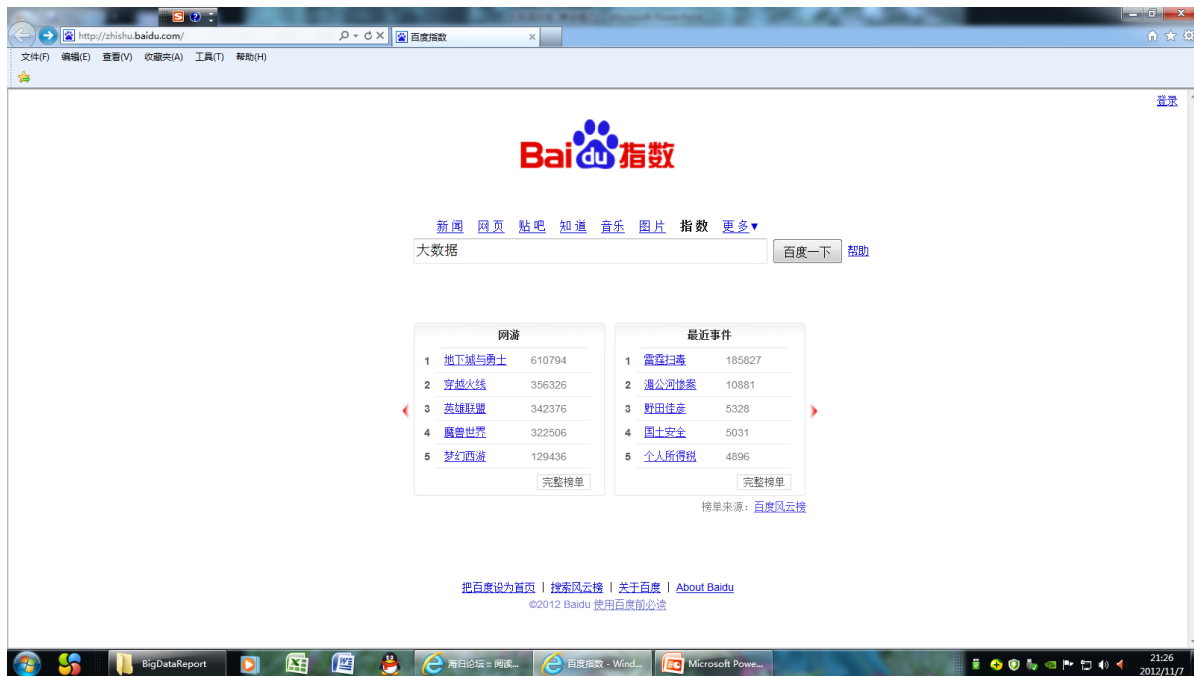 http://zhishu.baidu.com/
百度指数
文件(F) 编辑(E) 查看(V) 收藏夹(A) 工具(T) 帮助(H)
登录
Bai du 指数
新闻 网页 贴吧 知道 音乐 图片 指数 更多▼
大数据 百度一下 帮助
网游
1 地下城与勇士 610794
2 穿越火线 356326
3 英雄联盟 342376
4 魔兽世界 322506
5 梦幻西游 129436
完整榜单
最近事件
1 雷霆扫毒 185827
2 湄公河惨案 10881
3 野田佳彦 5328
4 国土安全 5031
5 个人所得税 4896
完整榜单
榜单来源：百度风云榜
把百度设为首页 | 搜索风云榜 | 关于百度 | About Baidu
©2012 Baidu 使用百度前必读
BigDataReport
海归论坛 :: 阅读...
百度指数 - Wind...
Microsoft Powe...
21:26
2012/11/7